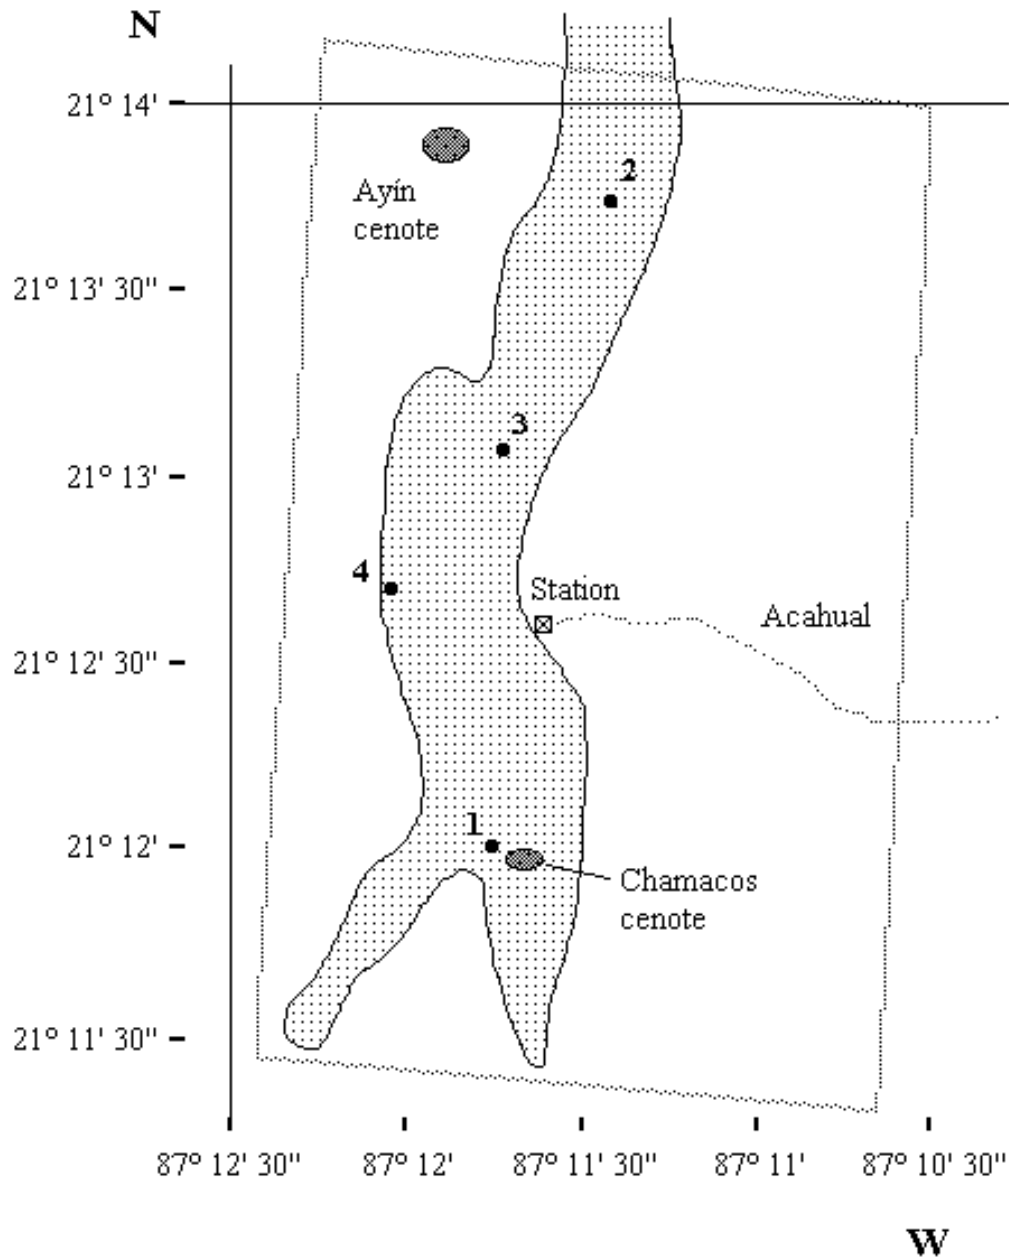 N
21° 14'
2
Ayín
cenote
21° 13' 30"
3
21° 13'
4
Station
Acahual
21° 12' 30"
1
21° 12'
Chamacos
cenote
21° 11' 30"
87° 12' 30" 87° 12' 87° 11' 30" 87° 11' 87° 10' 30"
W